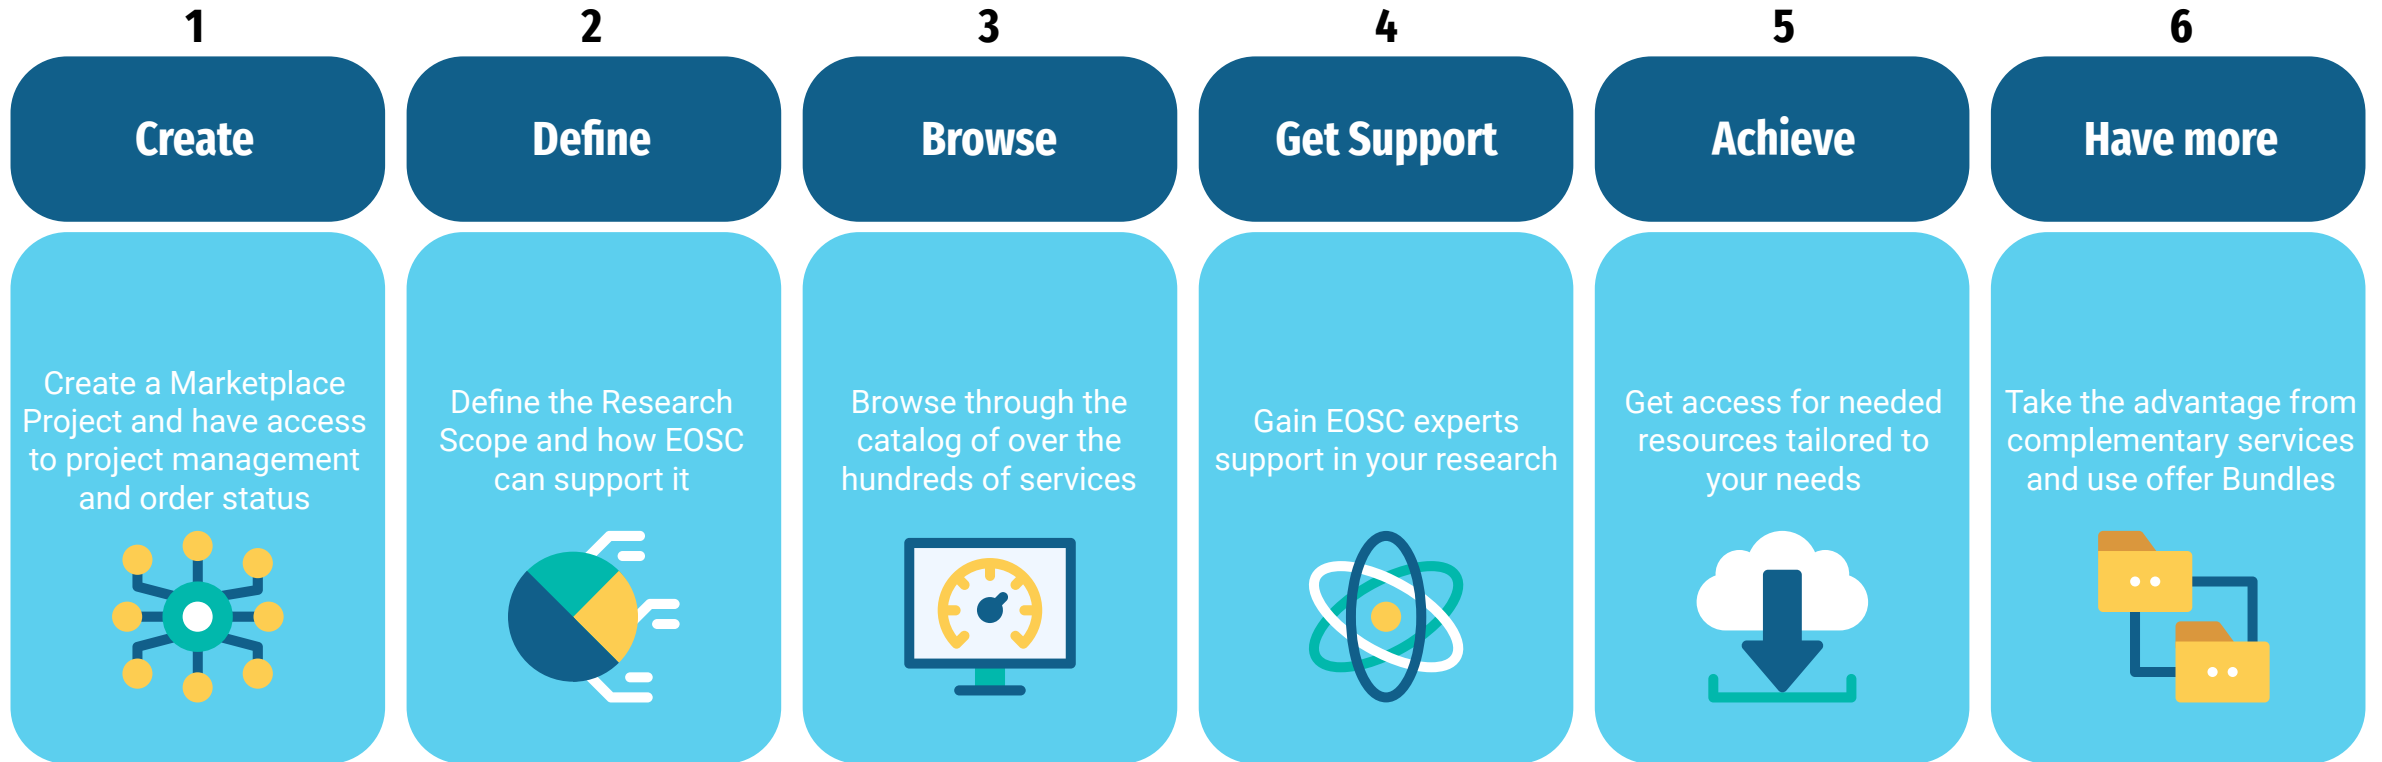 1
Create
Create a Marketplace
Project and have access
to project management
and order status
2
Define
Define the Research
Scope and how EOSC
can support it
3
Browse
Browse through the
catalog of over the
hundreds of services
4
Get Support
Gain EOSC experts
support in your research
5
Achieve
Get access for needed
resources tailored to
your needs
6
Have more
Take the advantage from
complementary services
and use offer Bundles